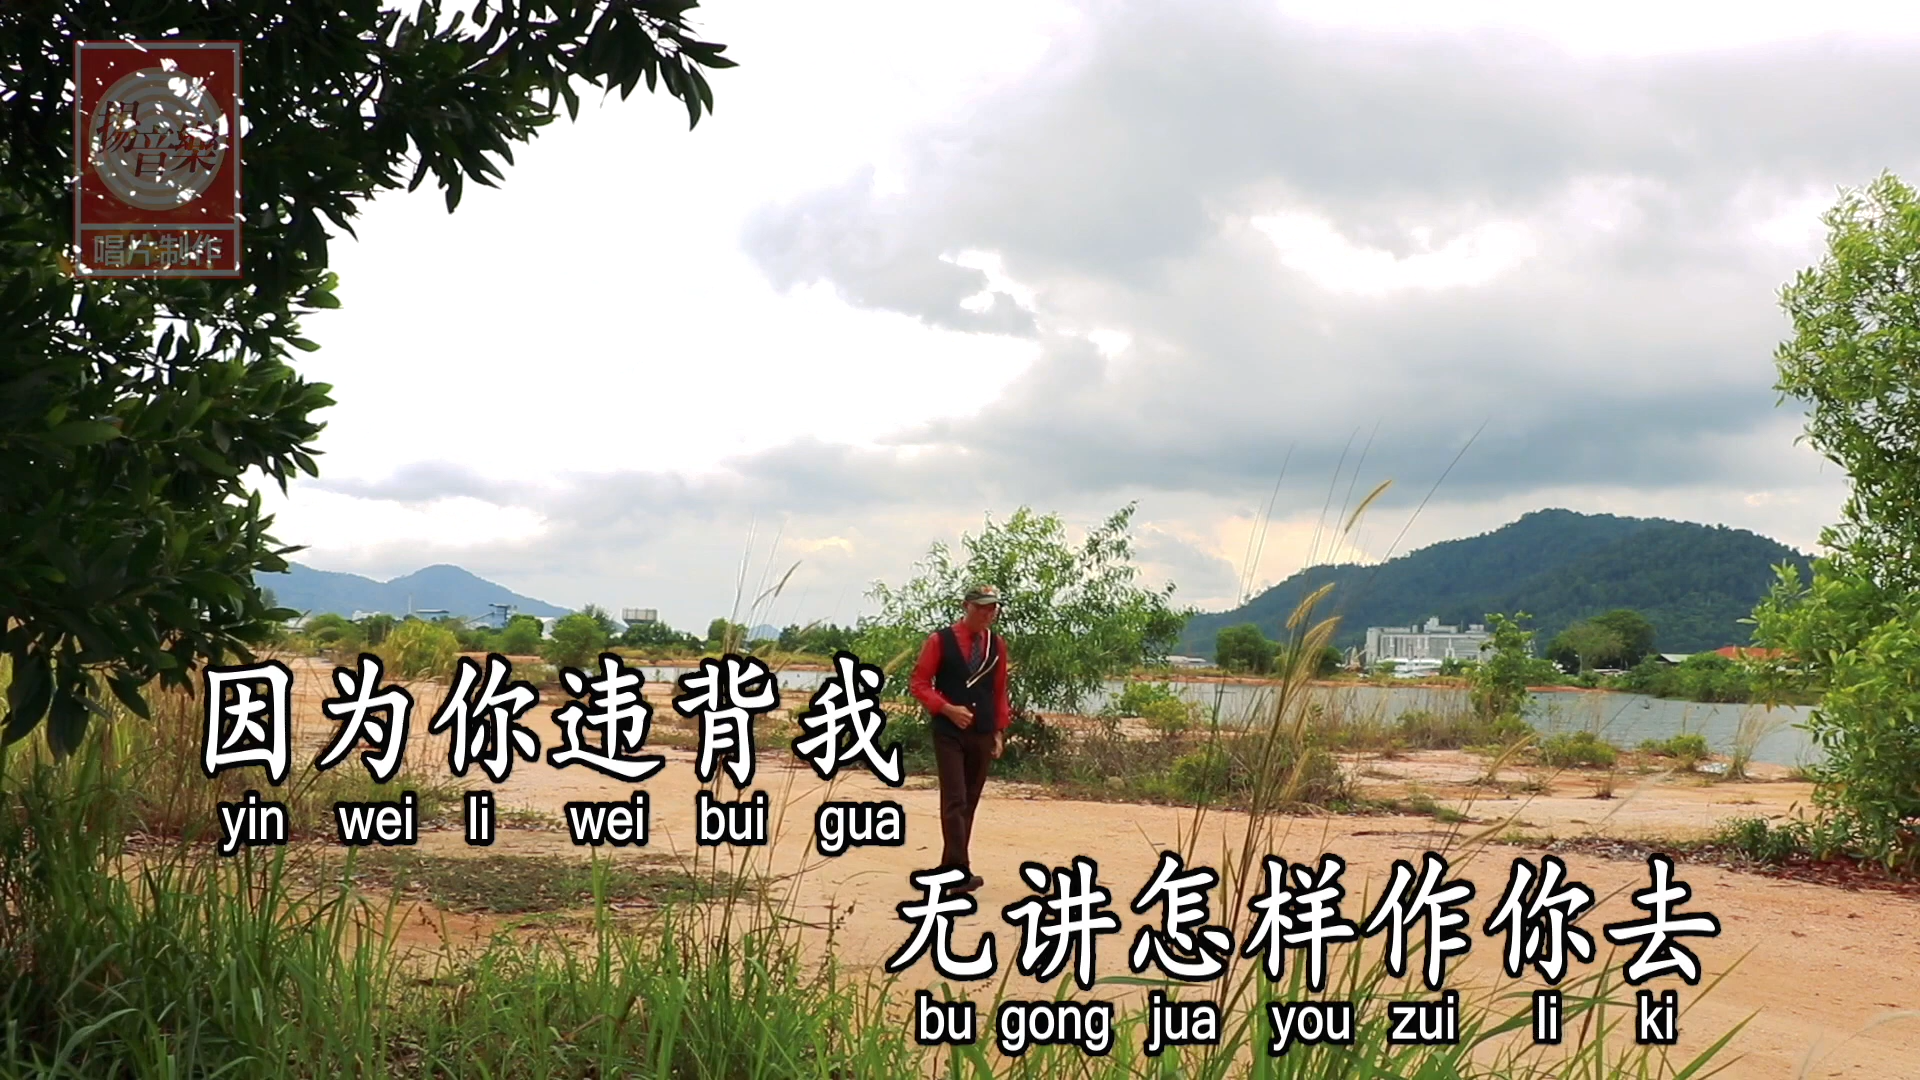 揚音樂
唱片制作
因为你违背我
yin wei li wei bui gua
无讲怎样作你去
bu gong jua you zui li ki